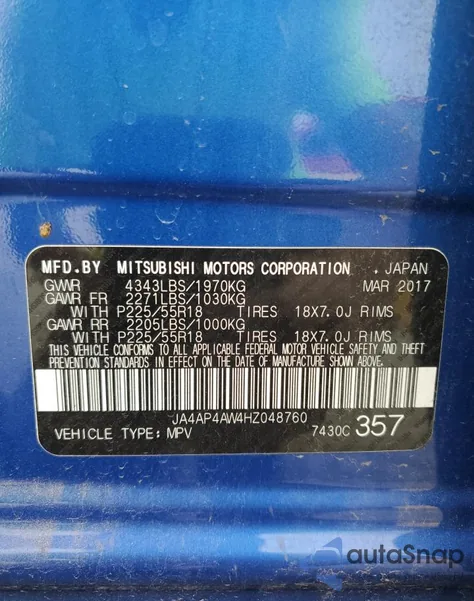 MFD.BY MITSUBISHI MOTORS CORPORATION . JAPAN
GVWR 4343LBS/1970KG MAR 2017
GAWR FR 2271LBS/1030KG
WITH P225/55R18 TIRES 18X7.0J RIMS
GAWR RR 2205LBS/1000KG
WITH P225/55R18 TIRES 18X7.0J RIMS
THIS VEHICLE CONFORMS TO ALL APPLICABLE FEDERAL MOTOR VEHICLE SAFETY AND THEFT
PREVENTION STANDARDS IN EFFECT ON THE DATE OF MANUFACTURE SHOWN ABOVE.
JA4AP4AW4HZ048760
VEHICLE TYPE: MPV 7430C 357
autoSnap